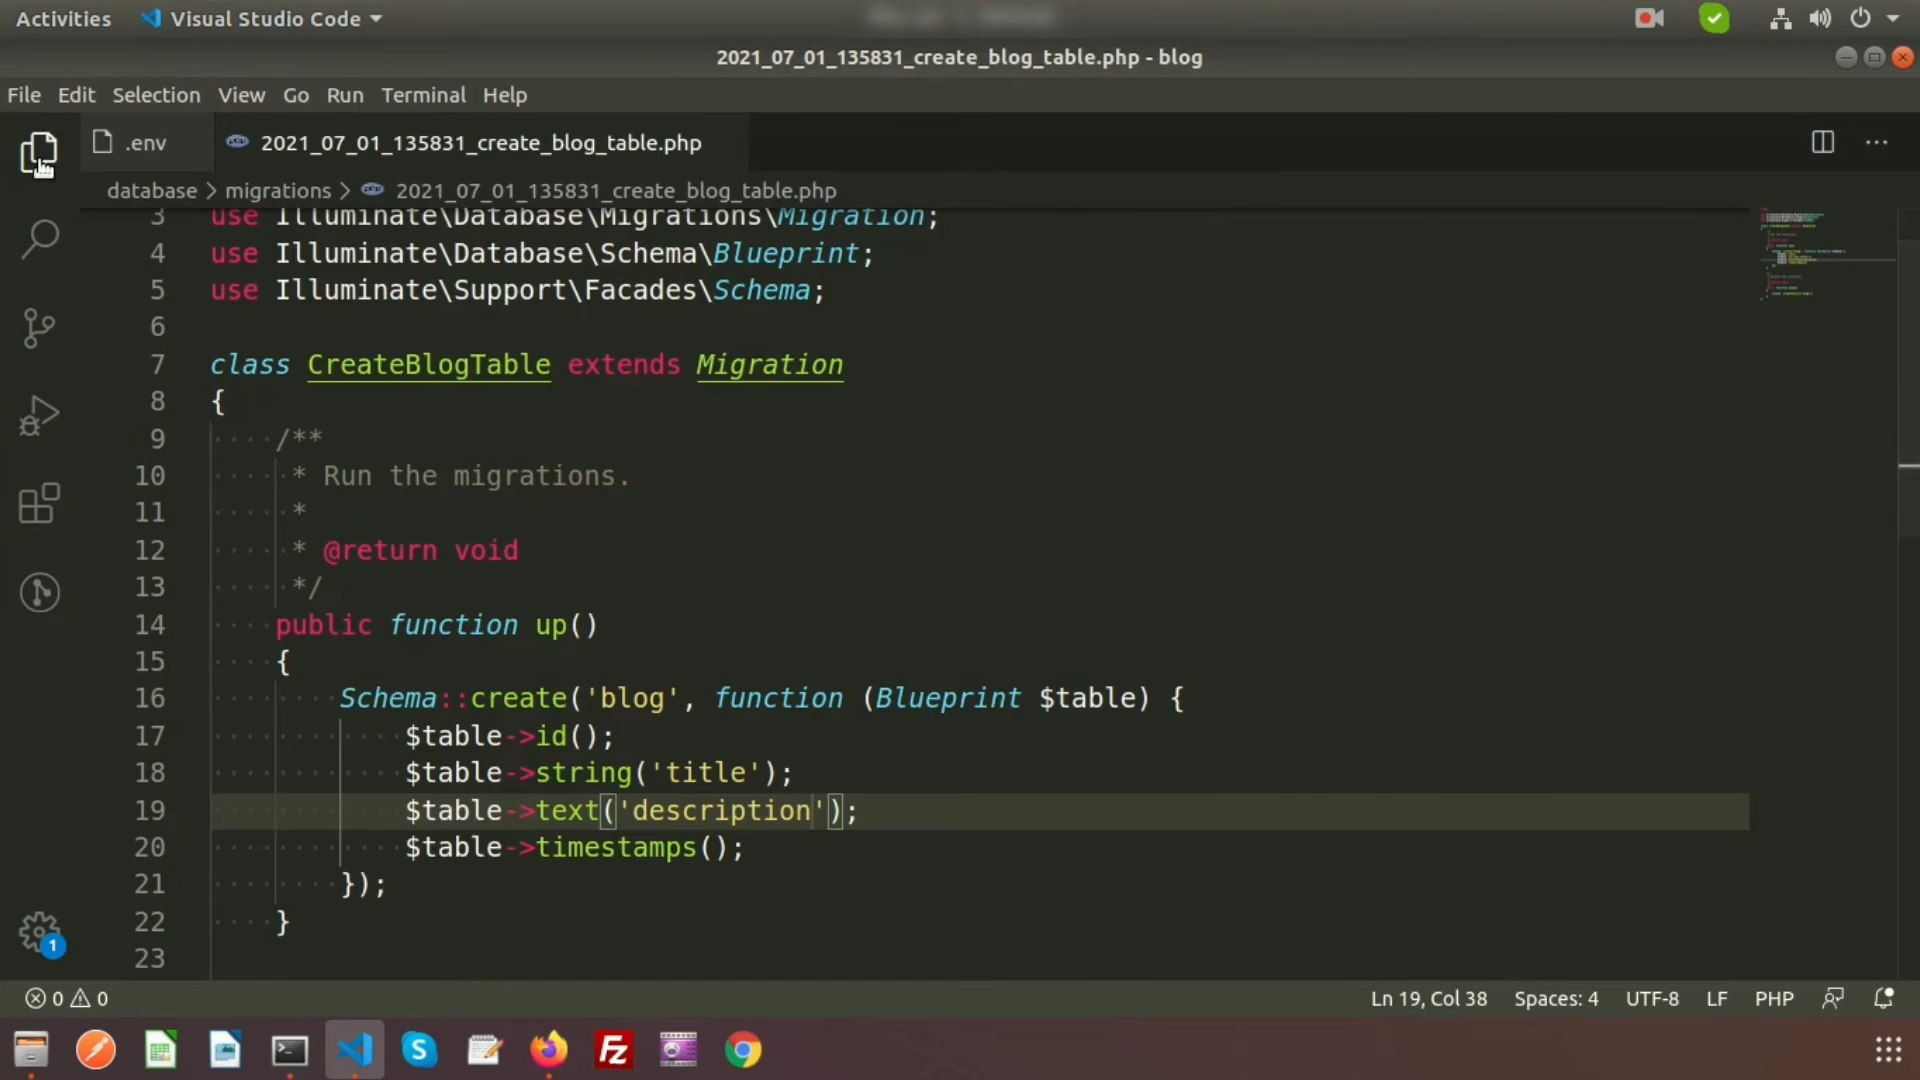 Activities Visual Studio Code
2021_07_01_135831_create_blog_table.php - blog
File Edit Selection View Go Run Terminal Help
.env 2021_07_01_135831_create_blog_table.php
database > migrations > 2021_07_01_135831_create_blog_table.php
3 use Illuminate\Database\Migrations\Migration;
4 use Illuminate\Database\Schema\Blueprint;
5 use Illuminate\Support\Facades\Schema;
6
7 class CreateBlogTable extends Migration
8 {
9 /**
10 * Run the migrations.
11 *
12 * @return void
13 */
14 public function up()
15 {
16 Schema::create('blog', function (Blueprint $table) {
17 $table->id();
18 $table->string('title');
19 $table->text('description');
20 $table->timestamps();
21 });
22 }
23
1
0 0 Ln 19, Col 38 Spaces: 4 UTF-8 LF PHP
S Fz